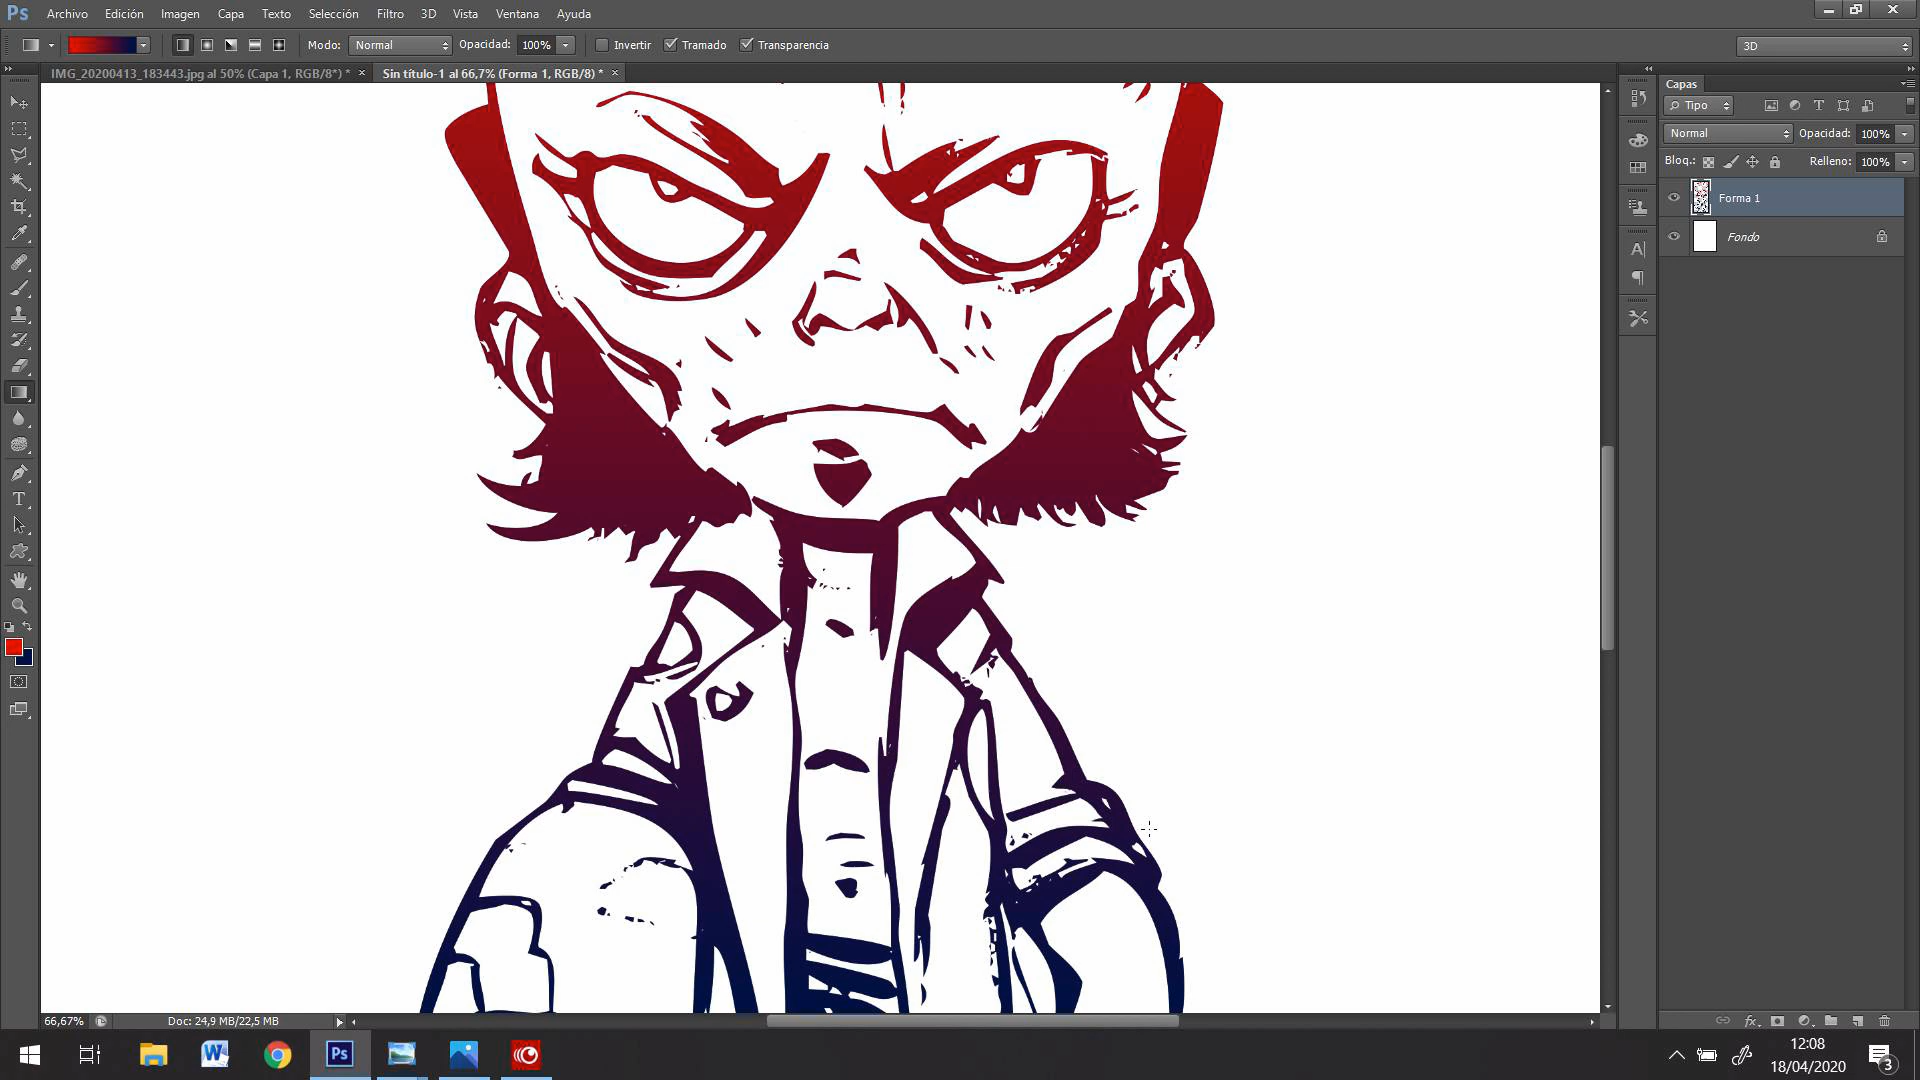 Ps Archivo Edición Imagen Capa Texto Selección Filtro 3D Vista Ventana Ayuda
Modo: Normal Opacidad: 100% Invertir Tramado Transparencia 3D
IMG_20200413_183443.jpg al 50% (Capa 1, RGB/8*) * × Sin título-1 al 66,7% (Forma 1, RGB/8) * ×
Capas
Tipo
Normal Opacidad: 100%
Bloq.: Relleno: 100%
Forma 1
Fondo
66,67% Doc: 24,9 MB/22,5 MB
12:08
18/04/2020
3